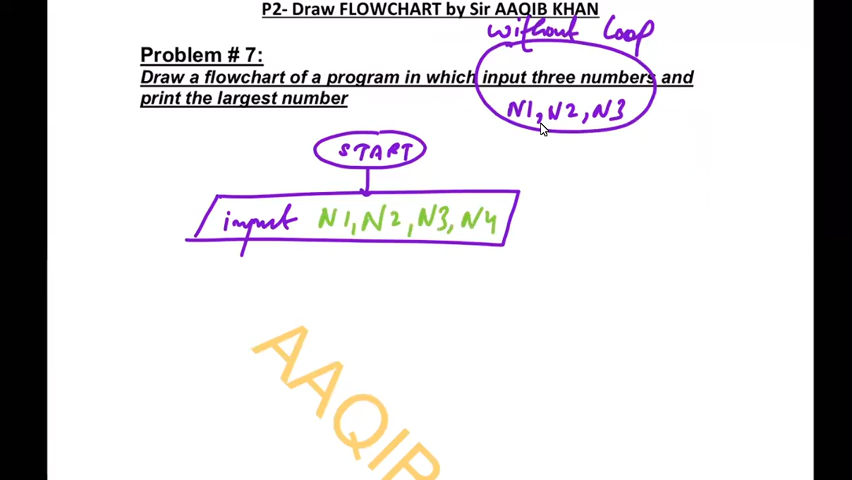 P2- Draw FLOWCHART by Sir AAQIB KHAN
without loop
Problem # 7:
Draw a flowchart of a program in which input three numbers and
print the largest number
N1, N2, N3
START
input N1, N2, N3, N4
AAQIB